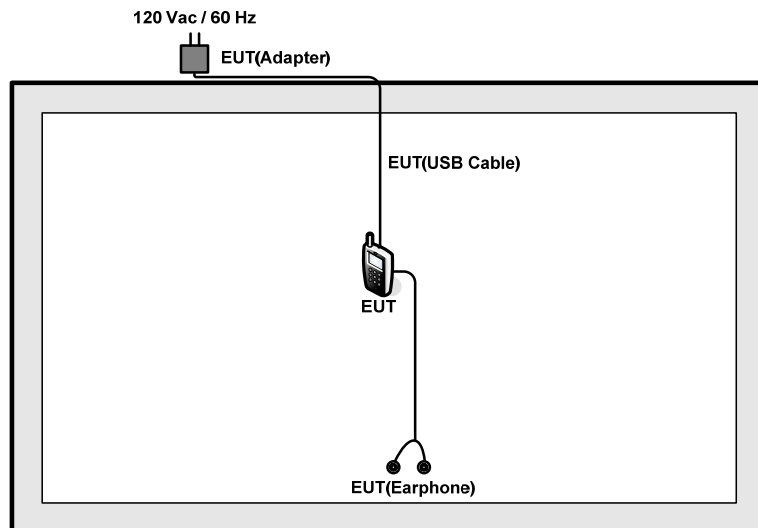 120 Vac / 60 Hz
EUT(Adapter)
EUT(USB Cable)
EUT
EUT(Earphone)